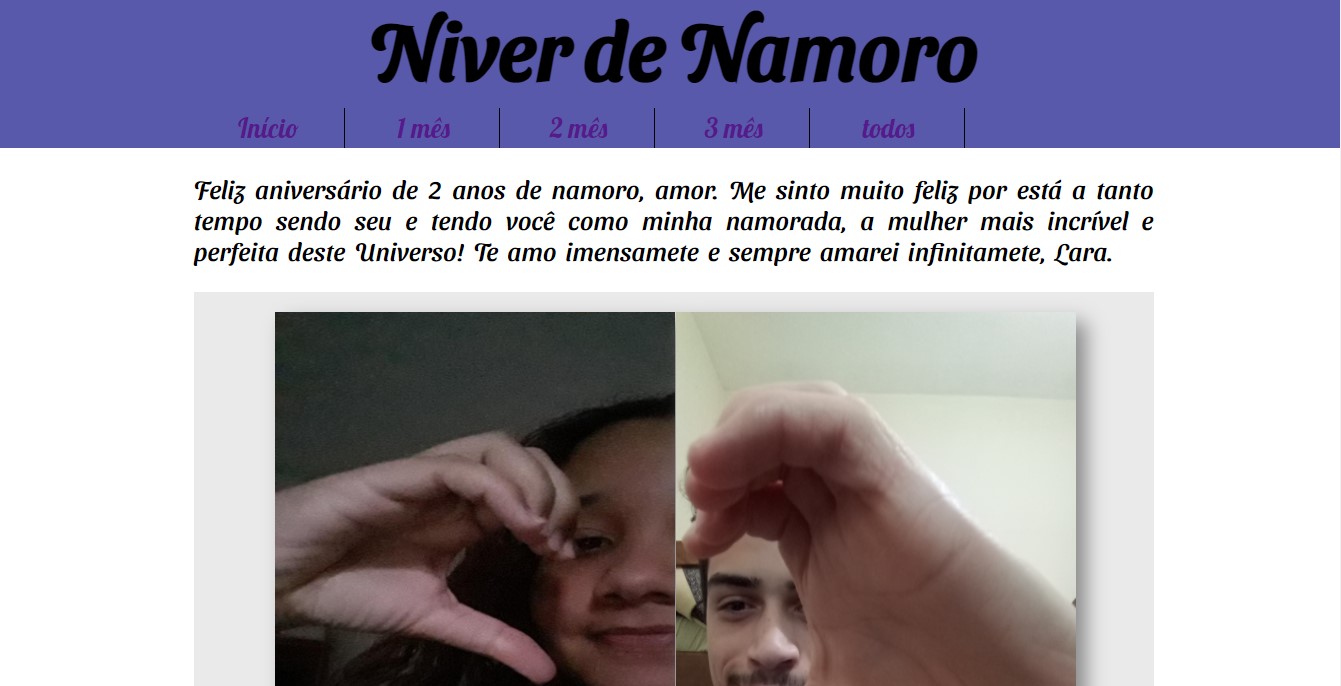 Niver de Namoro
Início 1 mês 2 mês 3 mês todos
Feliz aniversário de 2 anos de namoro, amor. Me sinto muito feliz por está a tanto
tempo sendo seu e tendo você como minha namorada, a mulher mais incrível e
perfeita deste Universo! Te amo imensamete e sempre amarei infinitamete, Lara.